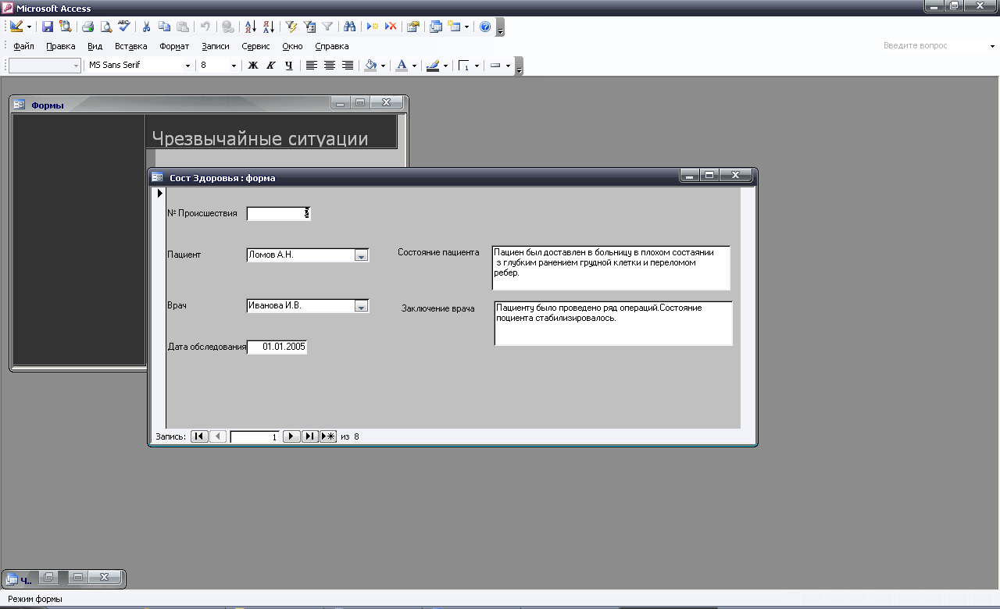 Microsoft Access
Файл Правка Вид Вставка Формат Записи Сервис Окно Справка
Введите вопрос
MS Sans Serif 8 Ж К Ч
Формы
Чрезвычайные ситуации
Сост Здоровья : форма
№ Происшествия
Пациент Ломов А.Н.
Состояние пациента
Пациен был доставлен в больницу в плохом состаянии
з глубким ранением грудной клетки и переломом
ребер.
Врач Иванова И.В.
Заключение врача
Пациенту было проведено ряд операций.Состояние
поциента стабилизировалось.
Дата обследования 01.01.2005
Запись: 1 из 8
Ч..
Режим формы